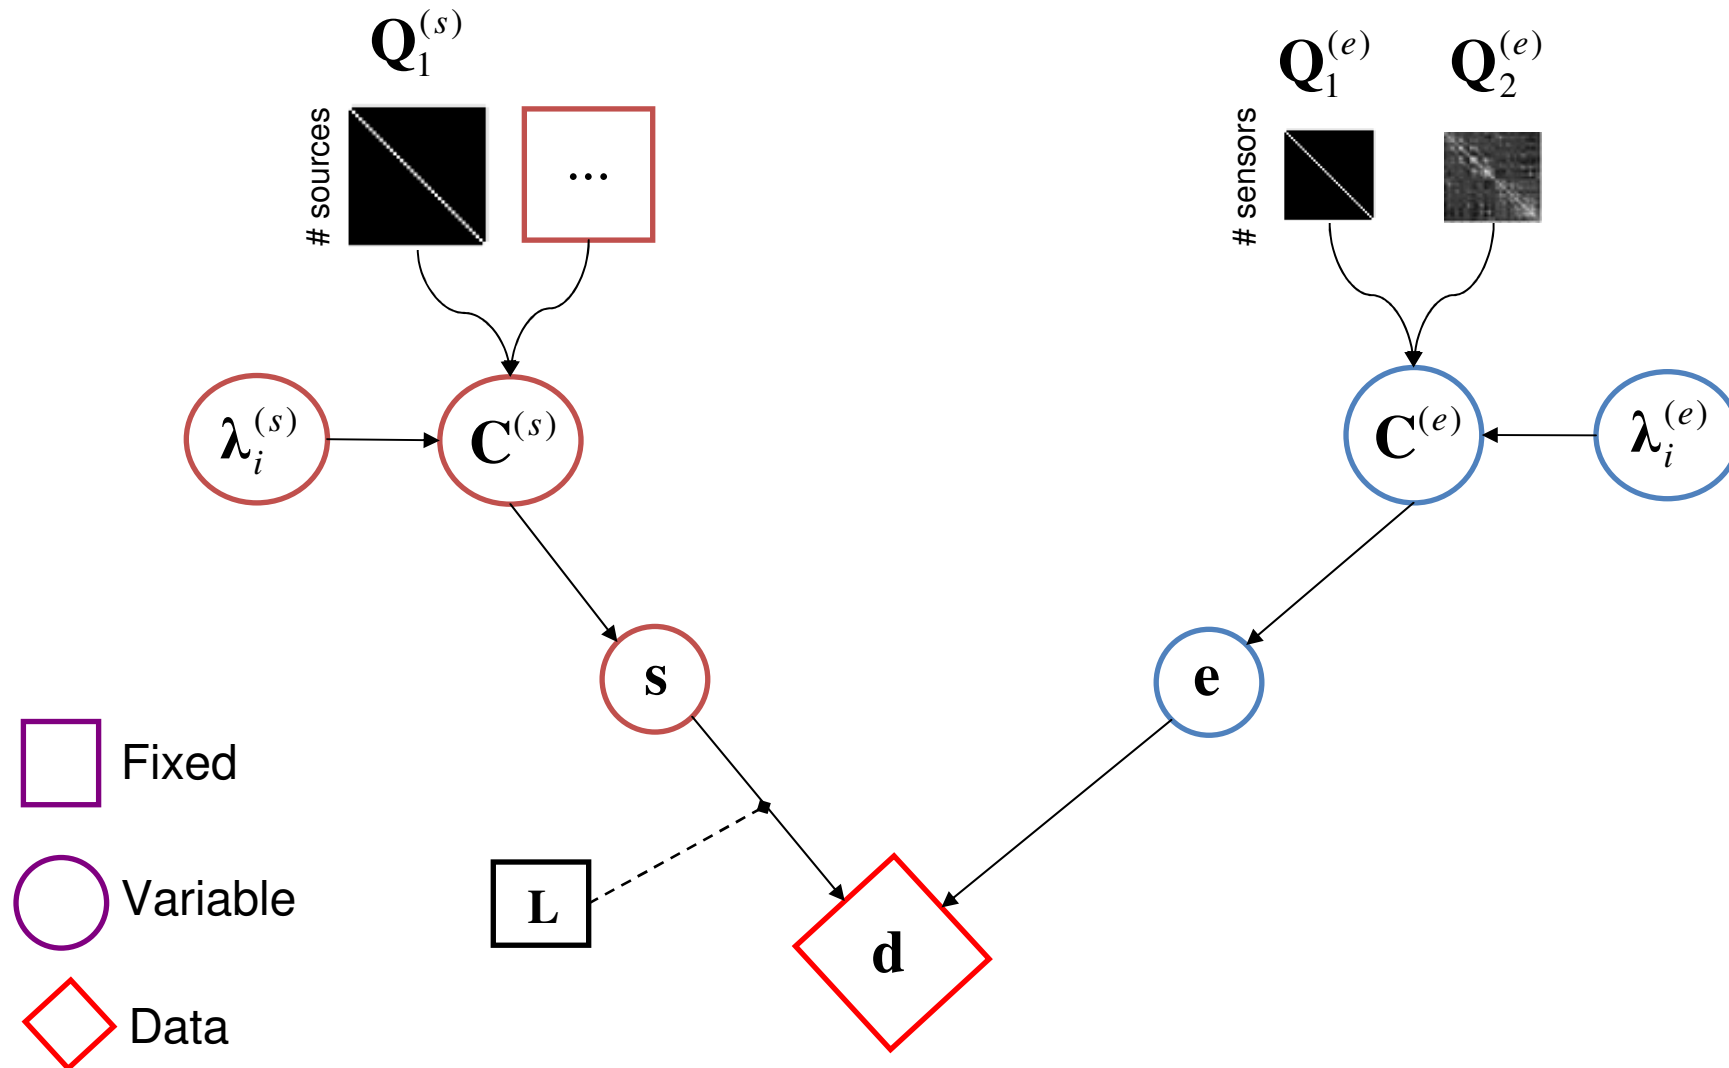 Q₁⁽ˢ⁾
Q₁⁽ᵉ⁾ Q₂⁽ᵉ⁾
# sources
...
# sensors
λᵢ⁽ˢ⁾ C⁽ˢ⁾
C⁽ᵉ⁾ λᵢ⁽ᵉ⁾
s
e
Fixed
Variable
L
d
Data